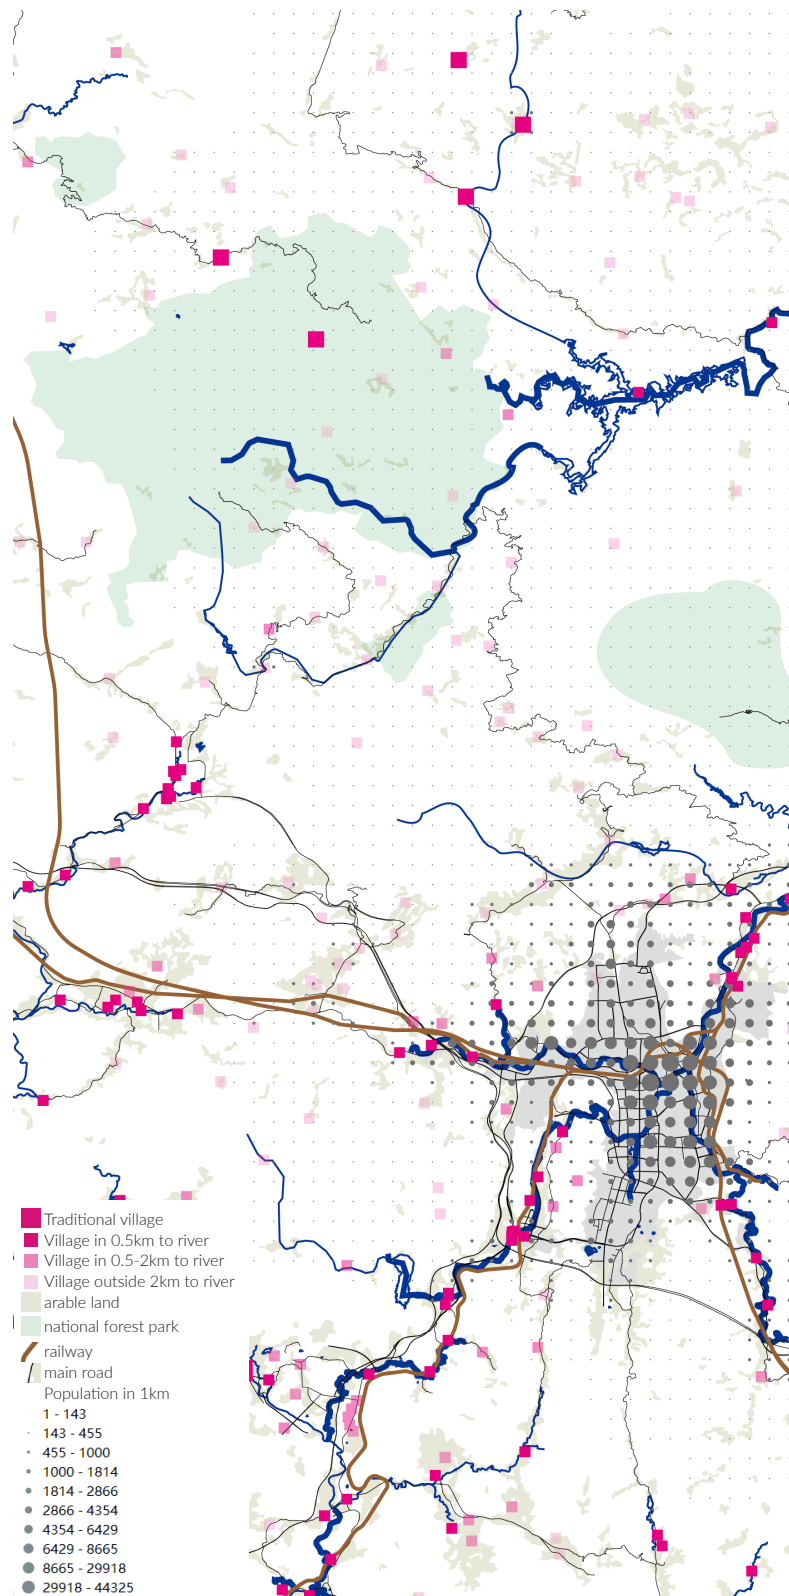 Traditional village
Village in 0.5km to river
Village in 0.5-2km to river
Village outside 2km to river
arable land
national forest park
railway
main road
Population in 1km
1 - 143
143 - 455
455 - 1000
1000 - 1814
1814 - 2866
2866 - 4354
4354 - 6429
6429 - 8665
8665 - 29918
29918 - 44325